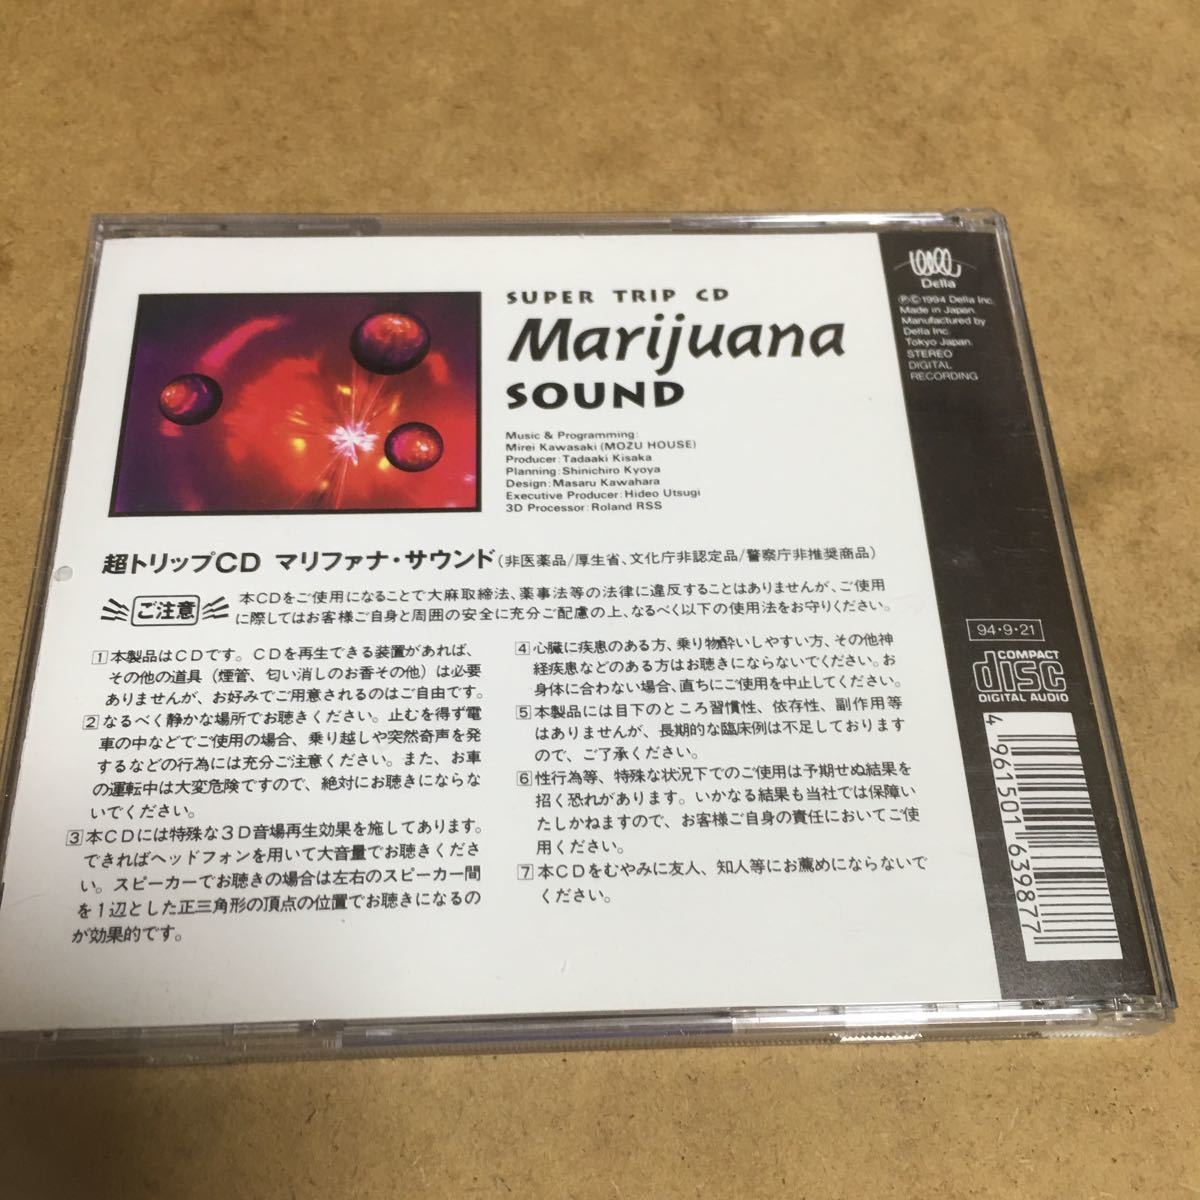 SUPER TRIP CD
Marijuana
SOUND
Music & Programming:
Mirei Kawasaki (MOZU HOUSE)
Producer: Tadaaki Kisaka
Planning: Shinichiro Kyoya
Design: Masaru Kawahara
Executive Producer: Hideo Utsugi
3D Processor: Roland RSS
超トリップCD マリファナ・サウンド(非医薬品/厚生省、文化庁非認定品/警察庁非推奨商品)
ご注意
本CDをご使用になることで大麻取締法、薬事法等の法律に違反することはありませんが、ご使用
に際してはお客様ご自身と周囲の安全に充分ご配慮の上、なるべく以下の使用法をお守りください。
1 本製品はCDです。CDを再生できる装置があれば、
その他の道具(煙管、匂い消しのお香その他)は必要
ありませんが、お好みでご用意されるのはご自由です。
2 なるべく静かな場所でお聴きください。止むを得ず電
車の中などでご使用の場合、乗り越しや突然奇声を発
するなどの行為には充分ご注意ください。また、お車
の運転中は大変危険ですので、絶対にお聴きにならな
いでください。
3 本CDには特殊な3D音場再生効果を施してあります。
できればヘッドフォンを用いて大音量でお聴きくださ
い。スピーカーでお聴きの場合は左右のスピーカー間
を1辺とした正三角形の頂点の位置でお聴きになるの
が効果的です。
4 心臓に疾患のある方、乗り物酔いしやすい方、その他神
経疾患などのある方はお聴きにならないでください。お
身体に合わない場合、直ちにご使用を中止してください。
5 本製品には目下のところ習慣性、依存性、副作用等
はありませんが、長期的な臨床例は不足しております
ので、ご了承ください。
6 性行為等、特殊な状況下でのご使用は予期せぬ結果を
招く恐れがあります。いかなる結果も当社では保障い
たしかねますので、お客様ご自身の責任においてご使
用ください。
7 本CDをむやみに友人、知人等にお薦めにならないで
ください。
Della
℗©1994 Della Inc.
Made in Japan.
Manufactured by
Della Inc.
Tokyo Japan.
STEREO
DIGITAL
RECORDING
94・9・21
COMPACT
disc
DIGITAL AUDIO
4 961501 639877